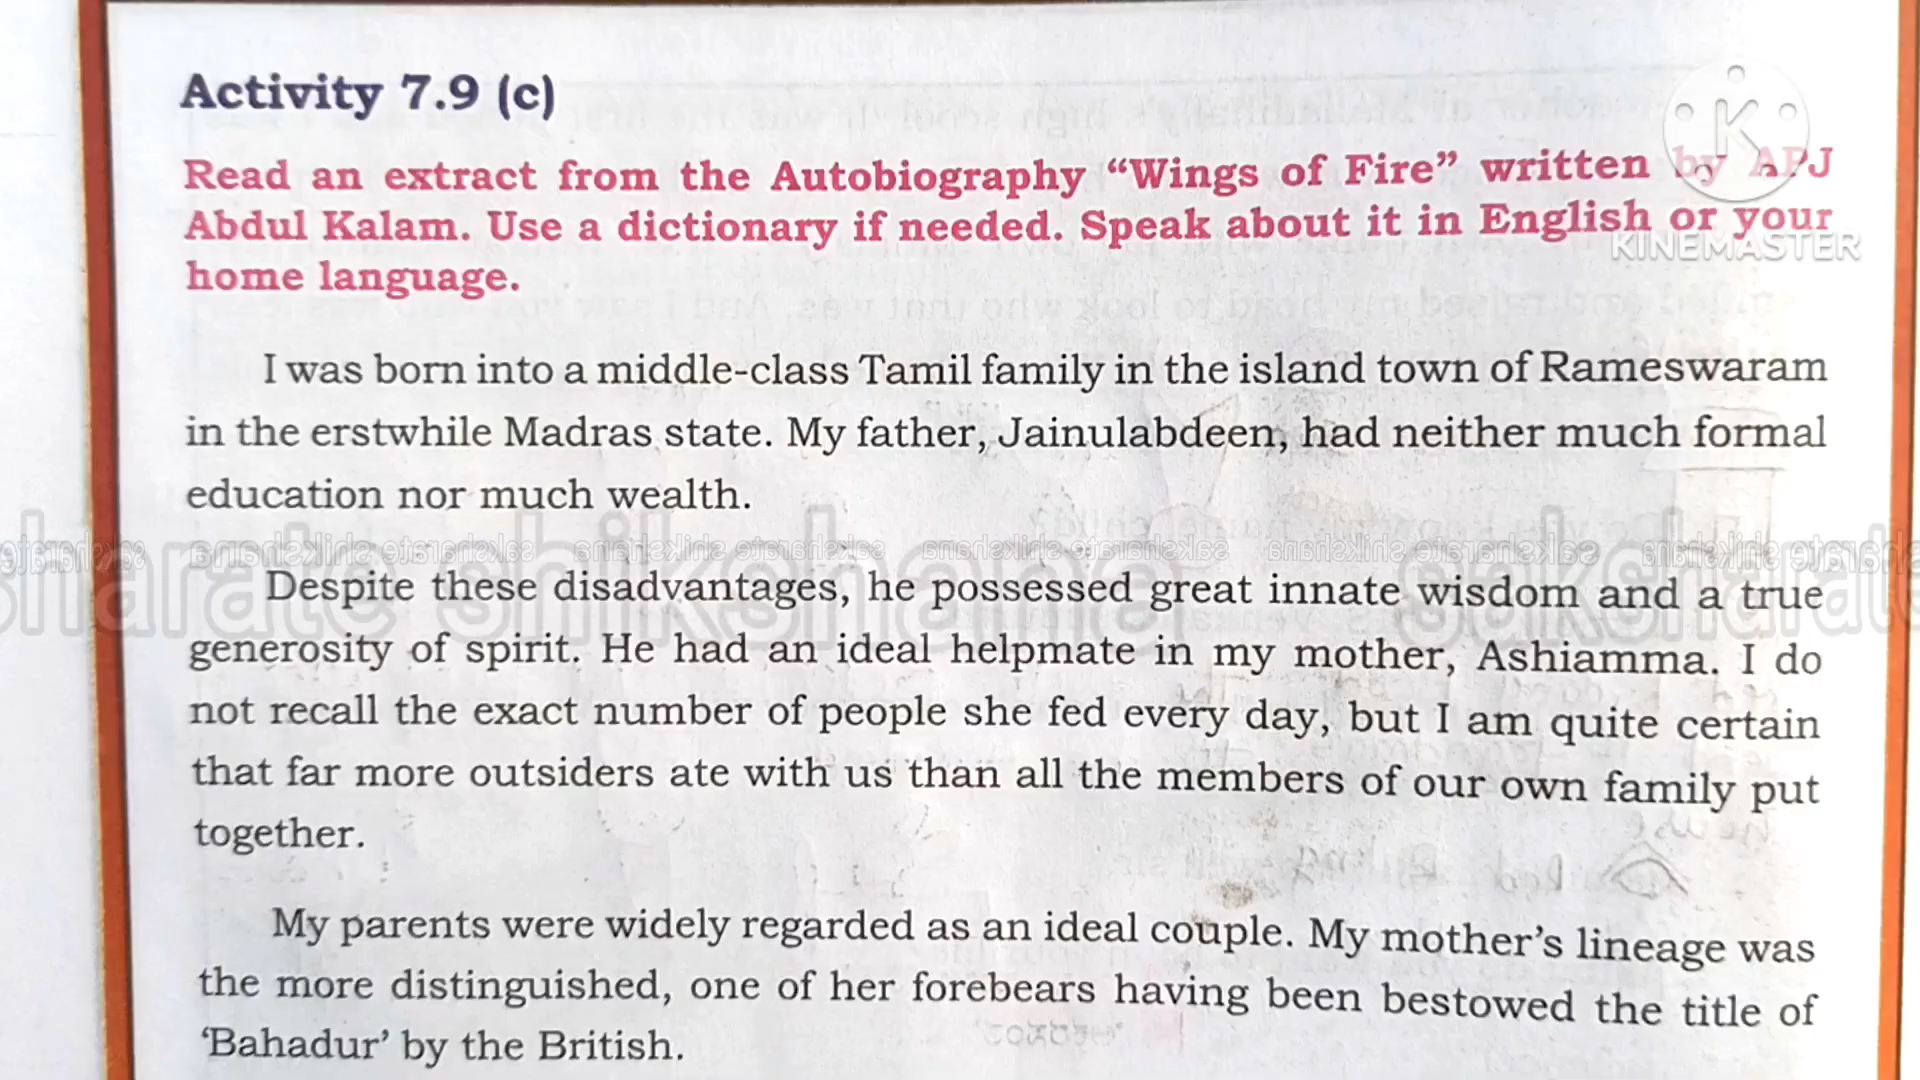 Activity 7.9 (c)
Read an extract from the Autobiography “Wings of Fire” written by APJ
Abdul Kalam. Use a dictionary if needed. Speak about it in English or your
home language.
K
KINEMASTER
I was born into a middle-class Tamil family in the island town of Rameswaram
in the erstwhile Madras state. My father, Jainulabdeen, had neither much formal
education nor much wealth.
Despite these disadvantages, he possessed great innate wisdom and a true
generosity of spirit. He had an ideal helpmate in my mother, Ashiamma. I do
not recall the exact number of people she fed every day, but I am quite certain
that far more outsiders ate with us than all the members of our own family put
together.
My parents were widely regarded as an ideal couple. My mother’s lineage was
the more distinguished, one of her forebears having been bestowed the title of
‘Bahadur’ by the British.